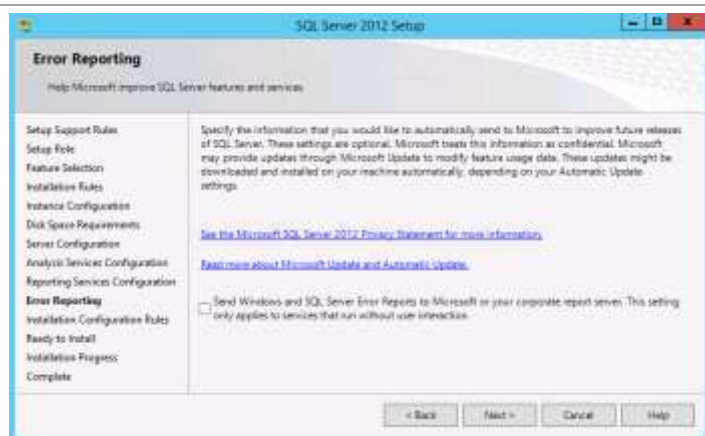 SQL Server 2012 Setup
Error Reporting
Help Microsoft improve SQL Server features and services.
Setup Support Rules
Setup Role
Feature Selection
Installation Rules
Instance Configuration
Disk Space Requirements
Server Configuration
Analysis Services Configuration
Reporting Services Configuration
Error Reporting
Installation Configuration Rules
Ready to Install
Installation Progress
Complete
Specify the information that you would like to automatically send to Microsoft to improve future releases
of SQL Server. These settings are optional. Microsoft treats this information as confidential. Microsoft
may provide updates through Microsoft Update to modify feature usage data. These updates might be
downloaded and installed on your machine automatically, depending on your Automatic Update
settings.
See the Microsoft SQL Server 2012 Privacy Statement for more information.
Read more about Microsoft Update and Automatic Update.
Send Windows and SQL Server Error Reports to Microsoft or your corporate report server. This setting
only applies to services that run without user interaction.
< Back
Next >
Cancel
Help